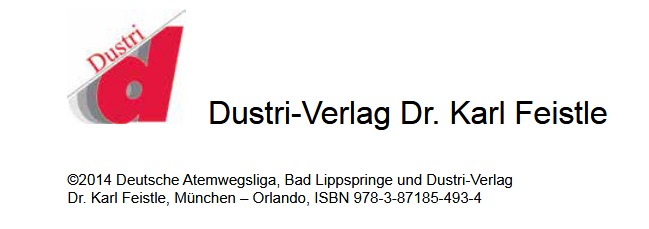 Dustri
d
Dustri-Verlag Dr. Karl Feistle
©2014 Deutsche Atemwegsliga, Bad Lippspringe und Dustri-Verlag
Dr. Karl Feistle, München – Orlando, ISBN 978-3-87185-493-4